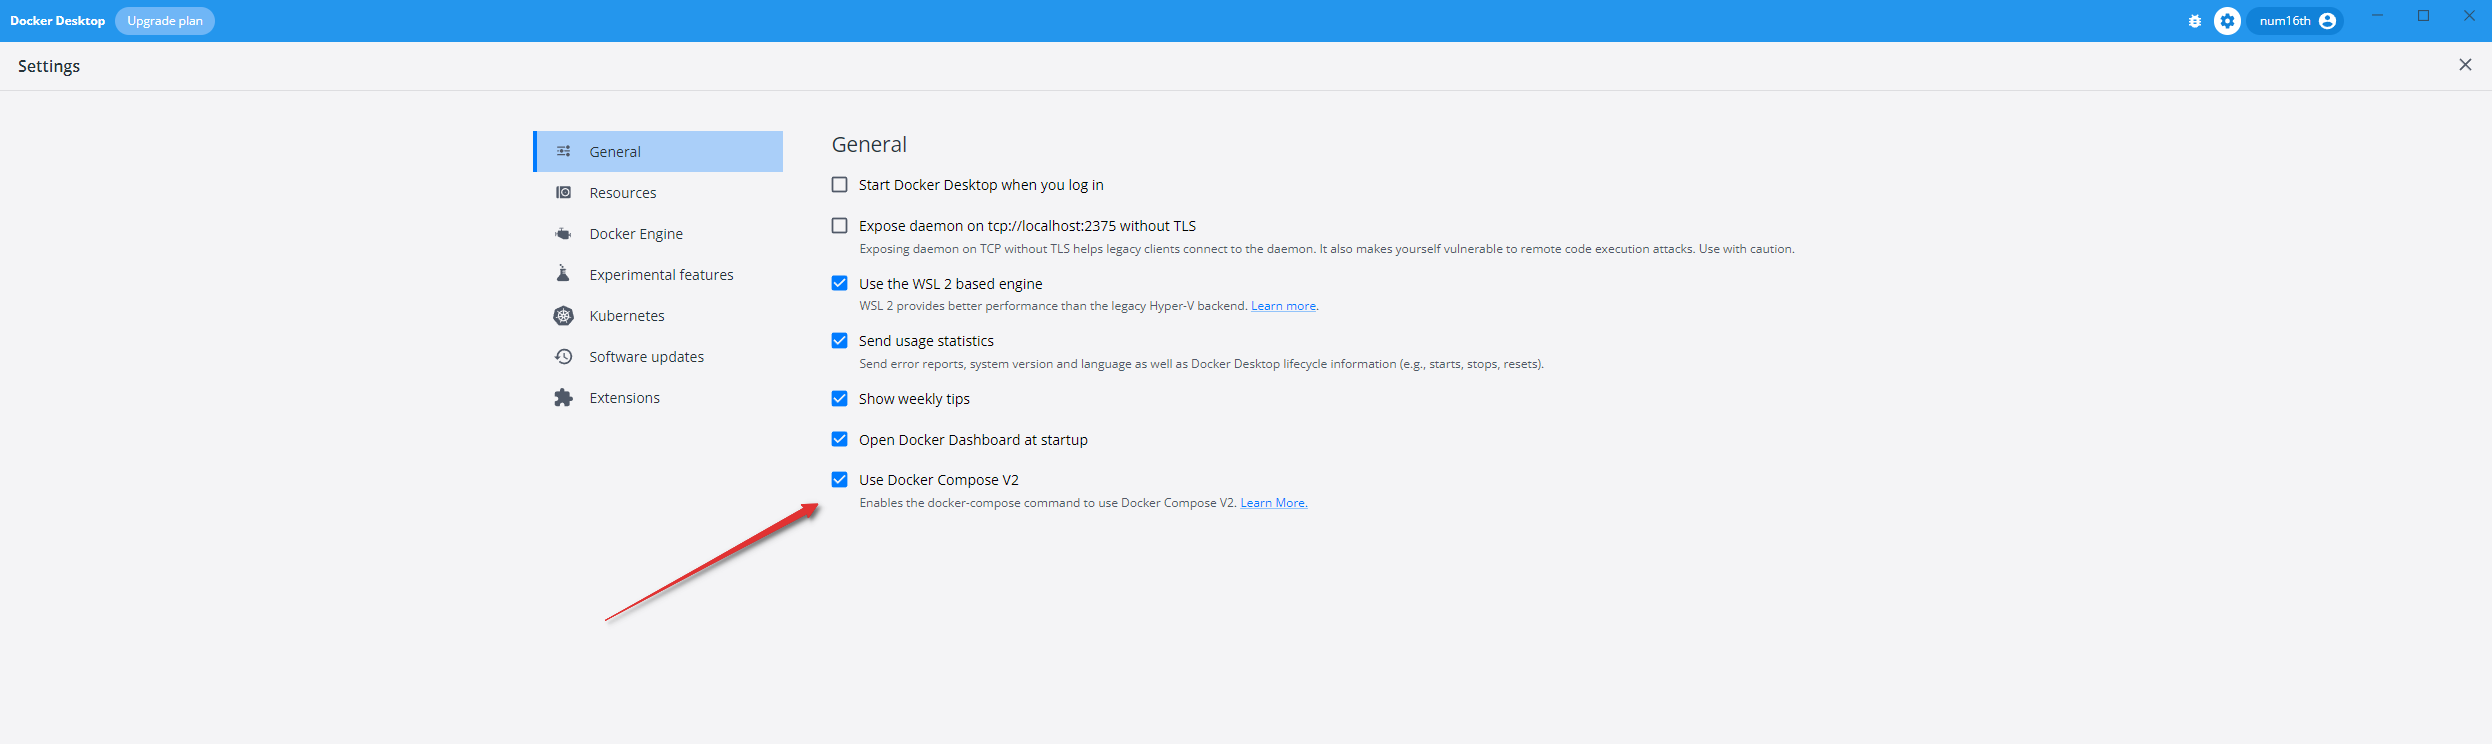 Docker Desktop Upgrade plan num16th
Settings
General
Resources
Docker Engine
Experimental features
Kubernetes
Software updates
Extensions
General
Start Docker Desktop when you log in
Expose daemon on tcp://localhost:2375 without TLS
Exposing daemon on TCP without TLS helps legacy clients connect to the daemon. It also makes yourself vulnerable to remote code execution attacks. Use with caution.
Use the WSL 2 based engine
WSL 2 provides better performance than the legacy Hyper-V backend. Learn more.
Send usage statistics
Send error reports, system version and language as well as Docker Desktop lifecycle information (e.g., starts, stops, resets).
Show weekly tips
Open Docker Dashboard at startup
Use Docker Compose V2
Enables the docker-compose command to use Docker Compose V2. Learn More.